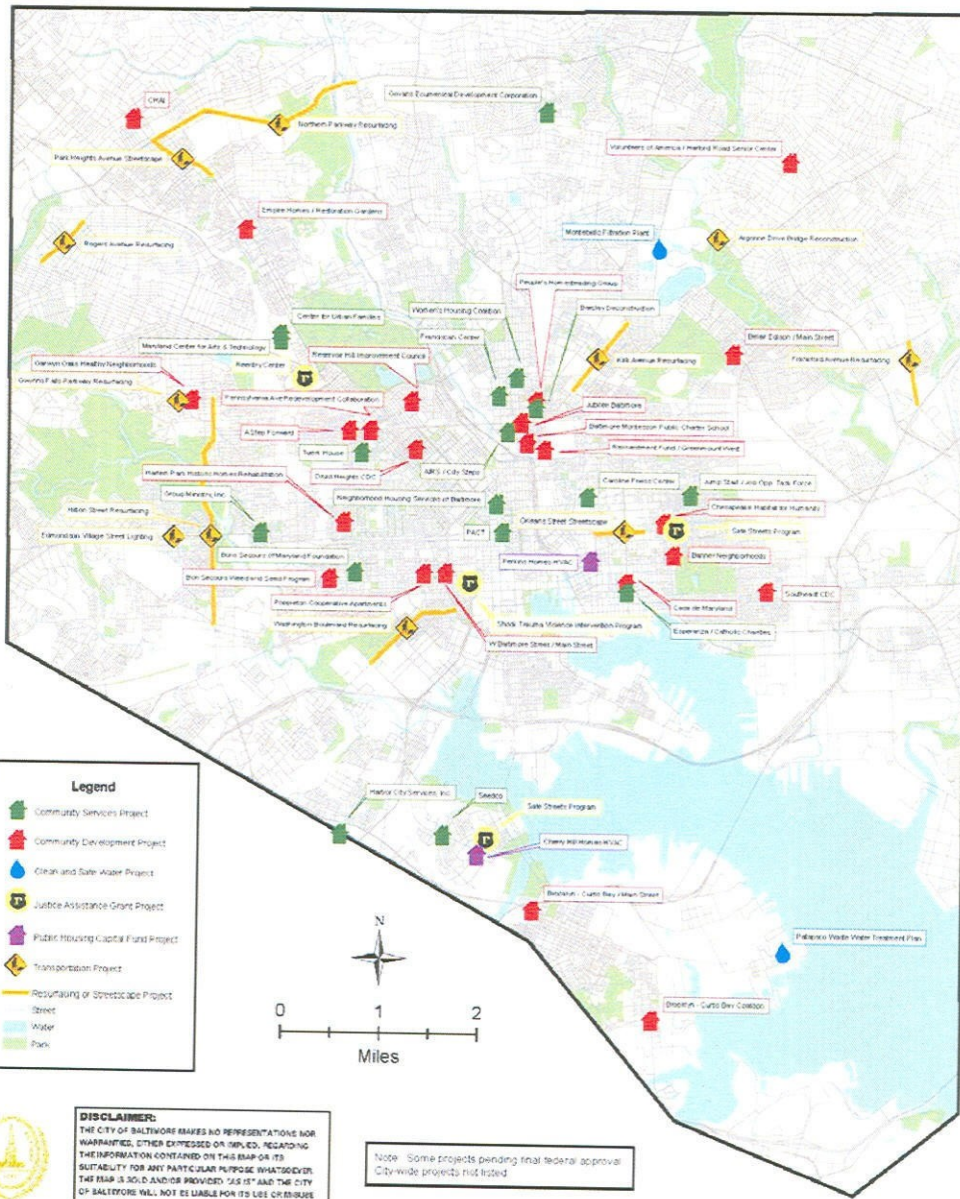 Govans Ecumenical Development Corporation
CHAI
Northern Parkway Resurfacing
Volunteers of America / Harford Road Senior Center
Park Heights Avenue Streetscape
Empire Homes / Restoration Gardens
Montebello Filtration Plant
Argonne Drive Bridge Reconstruction
Rogers Avenue Resurfacing
People's Homesteading Group
Women's Housing Coalition
Brantley Deconstruction
Center for Urban Families
Franciscan Center
Maryland Center for Arts & Technology
Reentry Center
Reservoir Hill Improvement Council
Belair Edison / Main Street
Kirk Avenue Resurfacing
Frankford Avenue Resurfacing
Garwyn Oaks Healthy Neighborhoods
Gwynns Falls Parkway Resurfacing
Pennsylvania Ave Redevelopment Collaboration
Jubilee Baltimore
A Step Forward
Baltimore Montessori Public Charter School
Reinvestment Fund / Greenmount West
Tuerk House
Druid Heights CDC
AIRS / City Steps
Harlem Park Historic Homes Rehabilitation
Caroline Friess Center
Jump Start / Job Opp. Task Force
Group Ministries, Inc.
Neighborhood Housing Services of Baltimore
Chesapeake Habitat for Humanity
Hilton Street Resurfacing
Orleans Street Streetscape
Safe Streets Program
Edmondson Village Street Lighting
PACT
Bon Secours of Maryland Foundation
Perkins Homes HVAC
Banner Neighborhoods
Bon Secours Weed and Seed Program
Southeast CDC
Poppleton Cooperative Apartments
Casa de Maryland
Washington Boulevard Resurfacing
Shock Trauma Violence Intervention Program
Esperanza / Catholic Charities
W Baltimore Street / Main Street
Harbor City Services, Inc.
Seedco
Safe Streets Program
Cherry Hill Homes HVAC
Brooklyn - Curtis Bay / Main Street
Patapsco Waste Water Treatment Plan
Brooklyn - Curtis Bay Coalition
Legend
Community Services Project
Community Development Project
Clean and Safe Water Project
Justice Assistance Grant Project
Public Housing Capital Fund Project
Transportation Project
Resurfacing or Streetscape Project
Street
Water
Park
N
0 1 2
Miles
DISCLAIMER:
THE CITY OF BALTIMORE MAKES NO REPRESENTATIONS NOR
WARRANTIES, EITHER EXPRESSED OR IMPLIED, REGARDING
THE INFORMATION CONTAINED ON THIS MAP OR ITS
SUITABILITY FOR ANY PARTICULAR PURPOSE WHATSOEVER.
THE MAP IS SOLD AND/OR PROVIDED "AS IS" AND THE CITY
OF BALTIMORE WILL NOT BE LIABLE FOR ITS USE OR MISUSE
Note: Some projects pending final federal approval
City-wide projects not listed